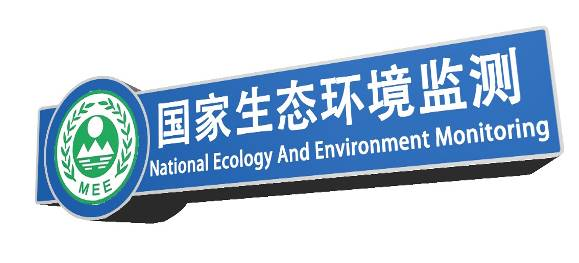 国家生态环境监测
National Ecology And Environment Monitoring
MEE